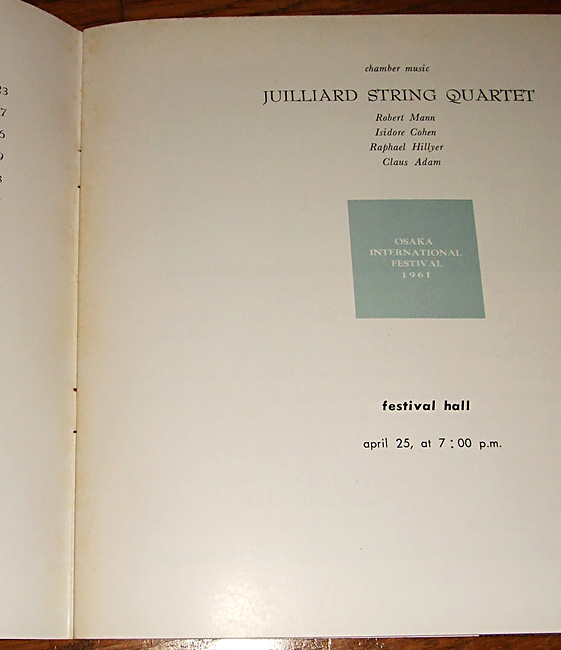 chamber music
JUILLIARD STRING QUARTET
Robert Mann
Isidore Cohen
Raphael Hillyer
Claus Adam
OSAKA
INTERNATIONAL
FESTIVAL
1961
festival hall
april 25, at 7:00 p.m.